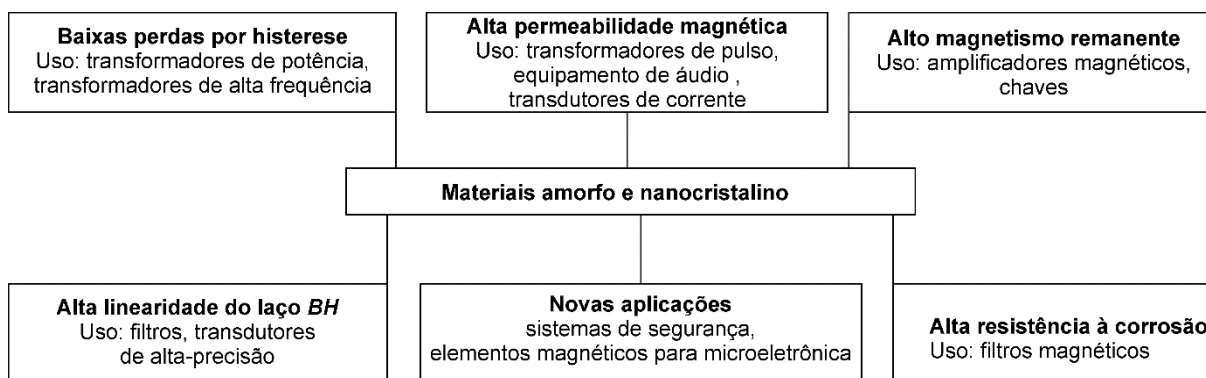 Baixas perdas por histerese
Uso: transformadores de potência,
transformadores de alta frequência
Alta permeabilidade magnética
Uso: transformadores de pulso,
equipamento de áudio ,
transdutores de corrente
Alto magnetismo remanente
Uso: amplificadores magnéticos,
chaves
Materiais amorfo e nanocristalino
Alta linearidade do laço BH
Uso: filtros, transdutores
de alta-precisão
Novas aplicações
sistemas de segurança,
elementos magnéticos para microeletrônica
Alta resistência à corrosão
Uso: filtros magnéticos